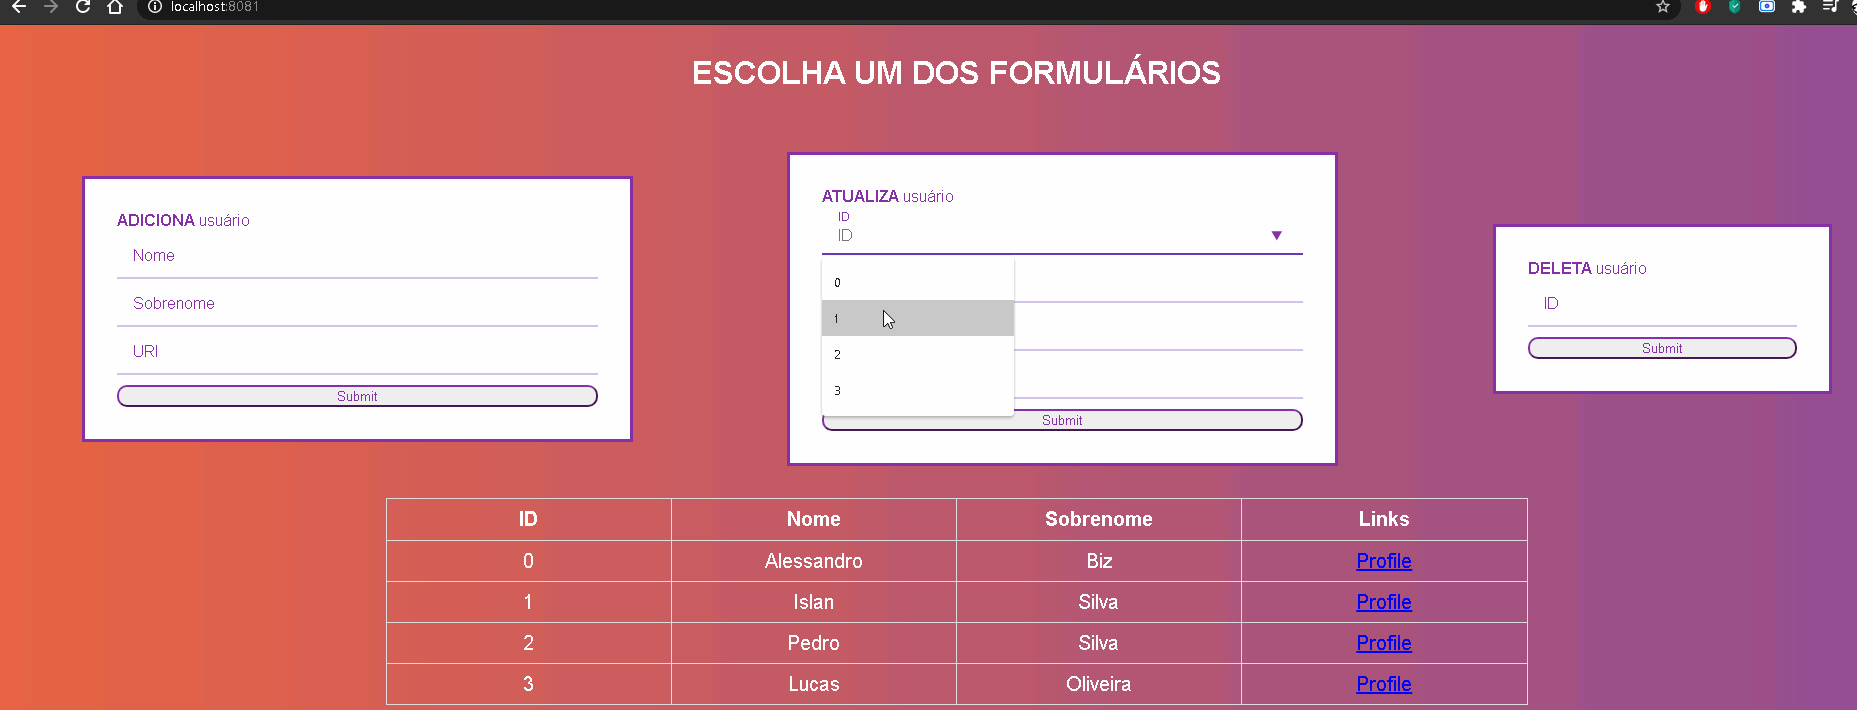 localhost:8081
ESCOLHA UM DOS FORMULÁRIOS
ADICIONA usuário
Nome
Sobrenome
URI
Submit
ATUALIZA usuário
ID
ID
0
1
2
3
Submit
DELETA usuário
ID
Submit
ID Nome Sobrenome Links
0 Alessandro Biz Profile
1 Islan Silva Profile
2 Pedro Silva Profile
3 Lucas Oliveira Profile